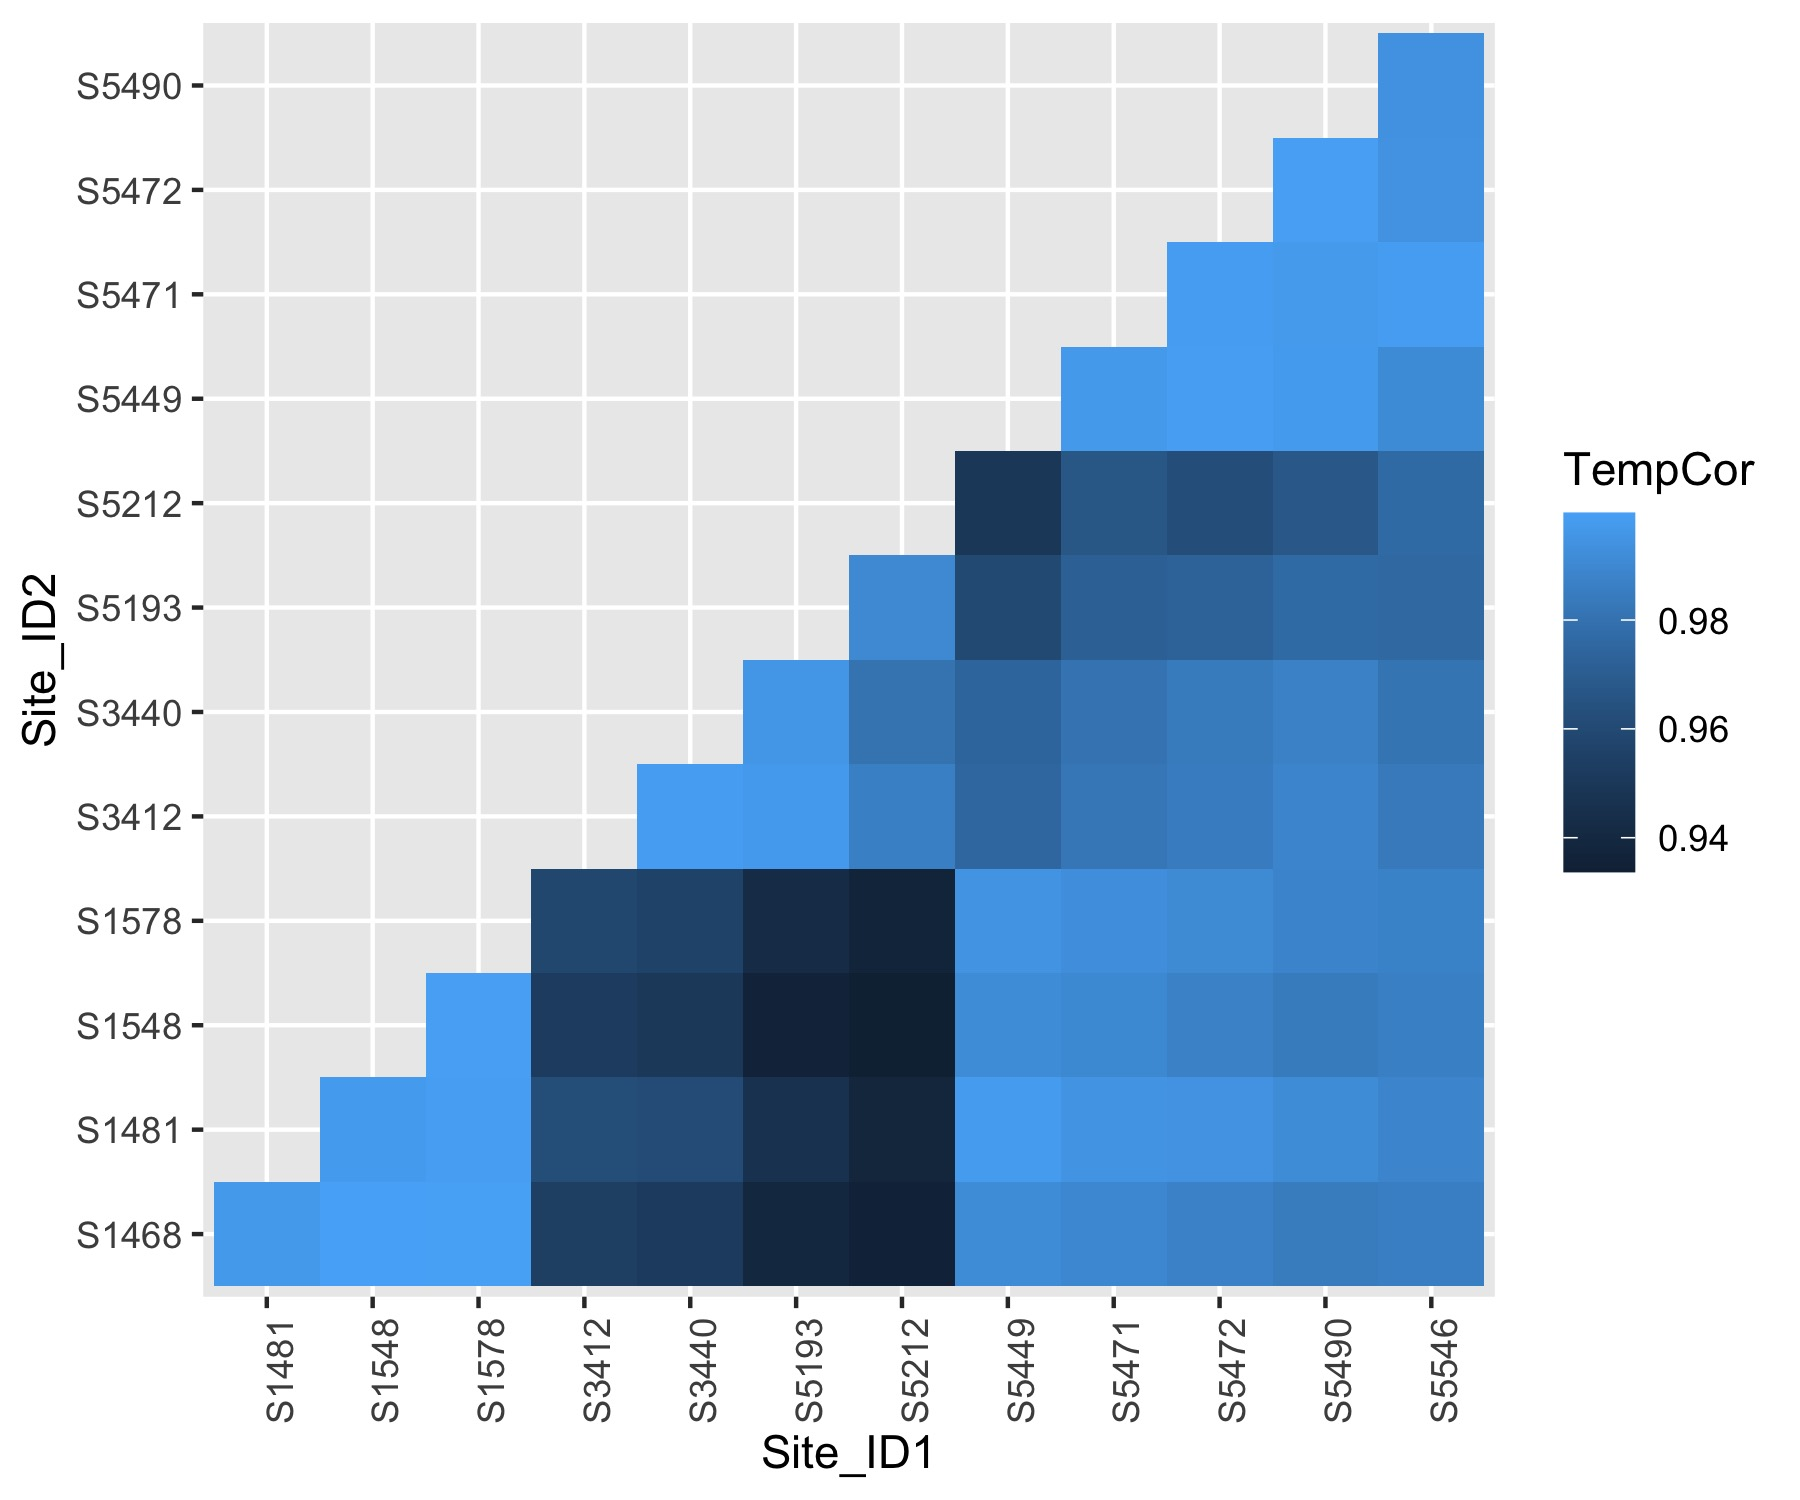 S5490
S5472
S5471
S5449
S5212
S5193
S3440
S3412
S1578
S1548
S1481
S1468
Site_ID2
S1481
S1548
S1578
S3412
S3440
S5193
S5212
S5449
S5471
S5472
S5490
S5546
Site_ID1
TempCor
0.98
0.96
0.94